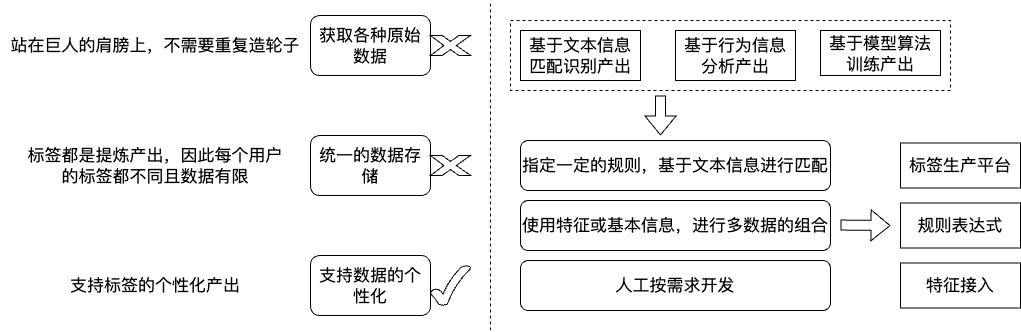 站在巨人的肩膀上，不需要重复造轮子
获取各种原始
数据
标签都是提炼产出，因此每个用户
的标签都不同且数据有限
统一的数据存
储
支持标签的个性化产出
支持数据的个
性化
基于文本信息
匹配识别产出
基于行为信息
分析产出
基于模型算法
训练产出
指定一定的规则，基于文本信息进行匹配
使用特征或基本信息，进行多数据的组合
人工按需求开发
标签生产平台
规则表达式
特征接入